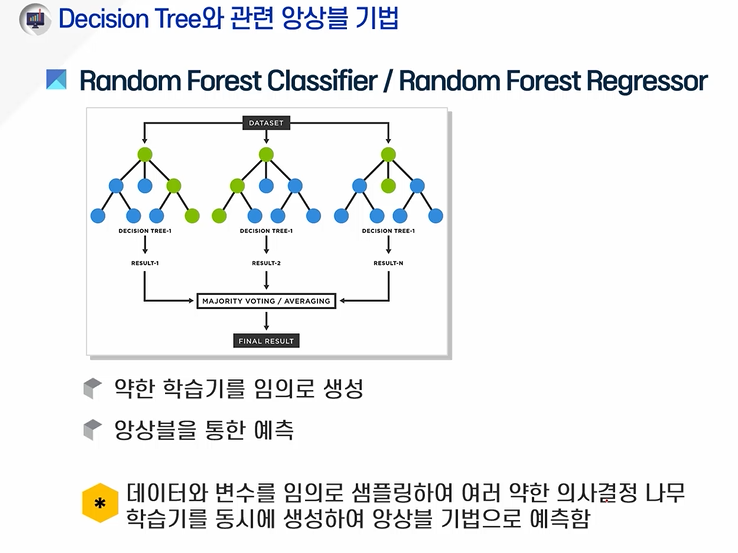 Decision Tree와 관련 앙상블 기법
Random Forest Classifier / Random Forest Regressor
DATASET
DECISION TREE-1 DECISION TREE-1 DECISION TREE-1
RESULT-1 RESULT-2 RESULT-N
MAJORITY VOTING / AVERAGING
FINAL RESULT
약한 학습기를 임의로 생성
앙상블을 통한 예측
* 데이터와 변수를 임의로 샘플링하여 여러 약한 의사결정 나무
학습기를 동시에 생성하여 앙상블 기법으로 예측함